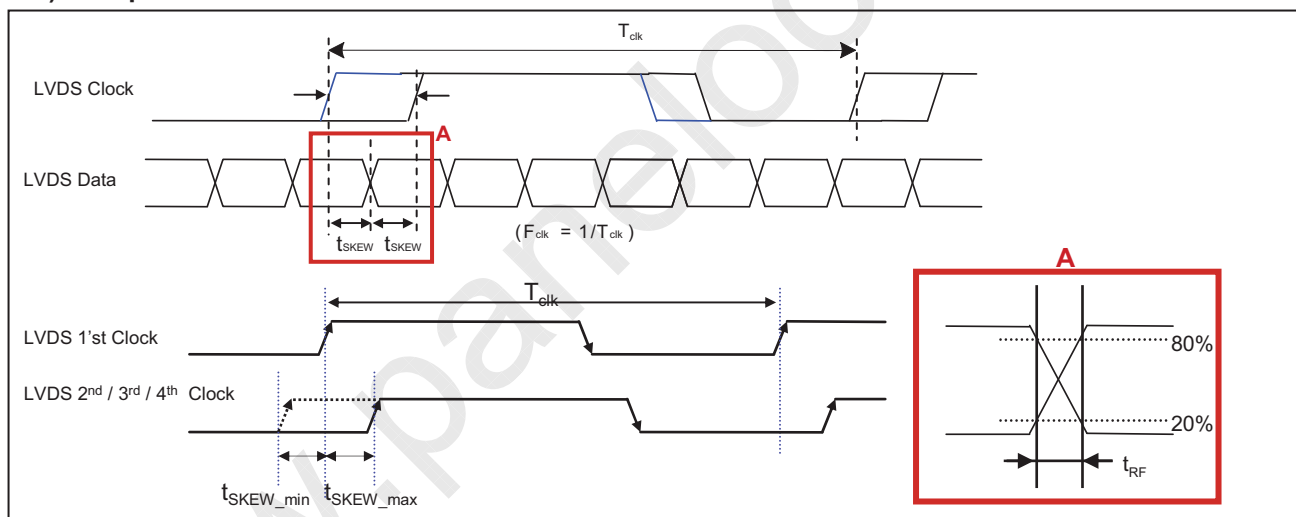 T clk
LVDS Clock
A
LVDS Data
tSKEW tSKEW
(Fclk = 1/Tclk )
A
Tclk
LVDS 1'st Clock
80%
LVDS 2nd / 3rd / 4th Clock
20%
tRF
tSKEW_min tSKEW_max